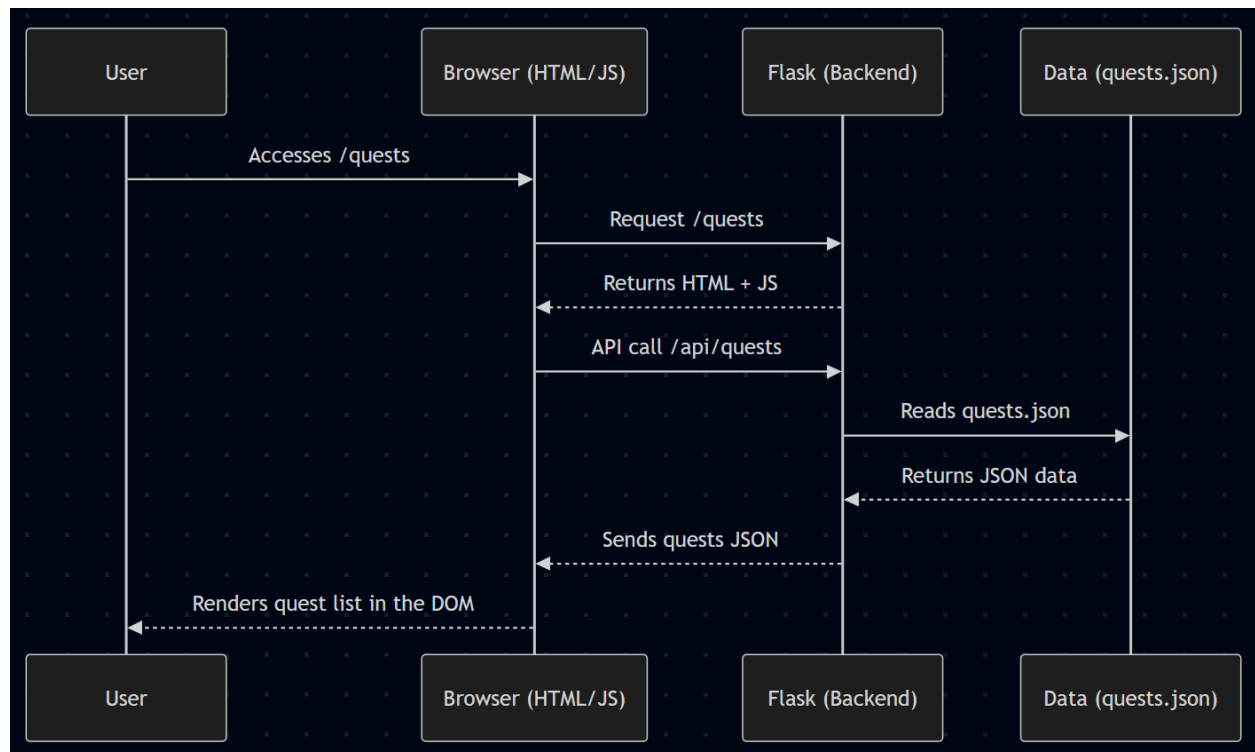 User
Browser (HTML/JS)
Flask (Backend)
Data (quests.json)
Accesses /quests
Request /quests
Returns HTML + JS
API call /api/quests
Reads quests.json
Returns JSON data
Sends quests JSON
Renders quest list in the DOM
User
Browser (HTML/JS)
Flask (Backend)
Data (quests.json)